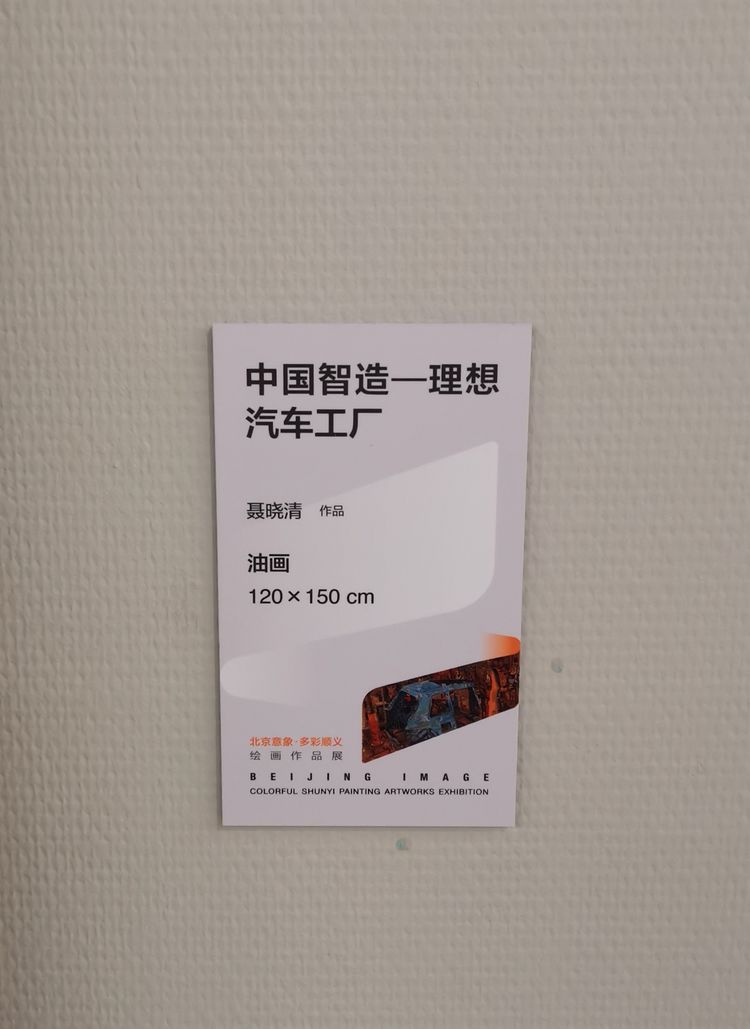 中国智造—理想
汽车工厂
聂晓清 作品
油画
120×150 cm
北京意象·多彩顺义
绘画作品展
BEIJING IMAGE
COLORFUL SHUNYI PAINTING ARTWORKS EXHIBITION